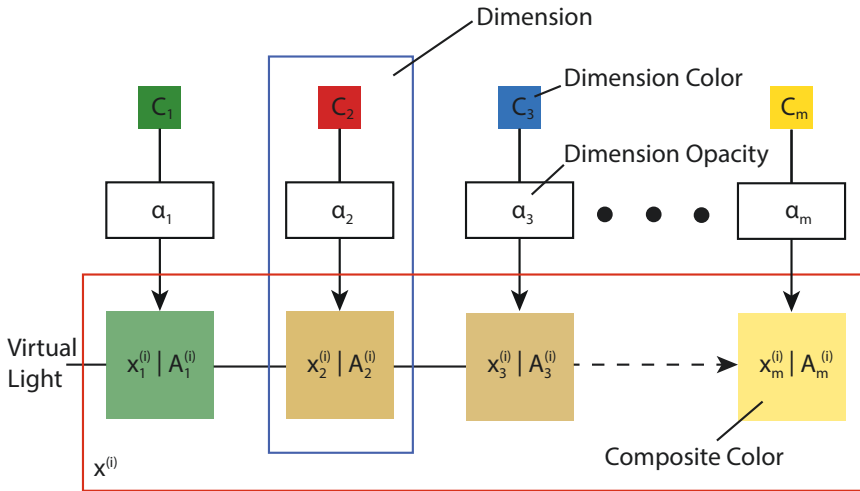 Dimension
C₁ C₂ C₃ Cₘ
Dimension Color
Dimension Opacity
α₁ α₂ α₃ αₘ
Virtual
Light
x₁⁽ⁱ⁾ | A₁⁽ⁱ⁾ x₂⁽ⁱ⁾ | A₂⁽ⁱ⁾ x₃⁽ⁱ⁾ | A₃⁽ⁱ⁾ xₘ⁽ⁱ⁾ | Aₘ⁽ⁱ⁾
Composite Color
x⁽ⁱ⁾